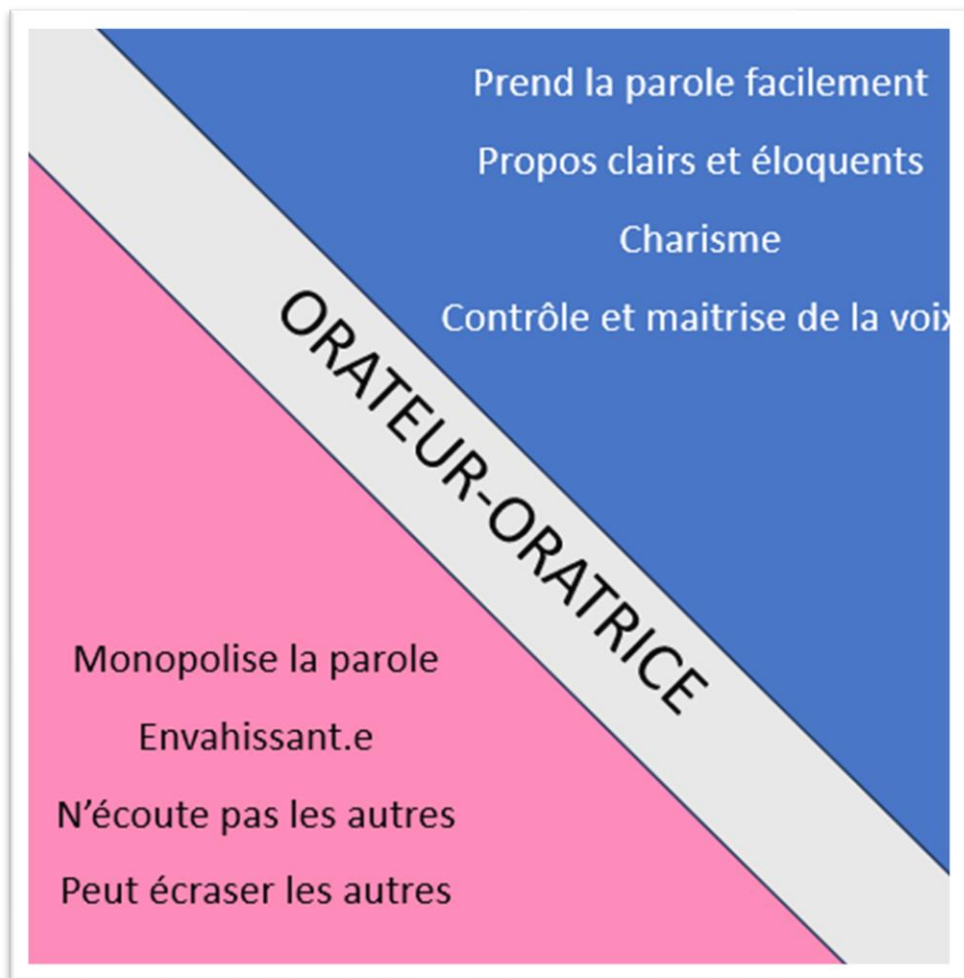 Prend la parole facilement
Propos clairs et éloquents
Charisme
Contrôle et maitrise de la voix
ORATEUR-ORATRICE
Monopolise la parole
Envahissant.e
N'écoute pas les autres
Peut écraser les autres